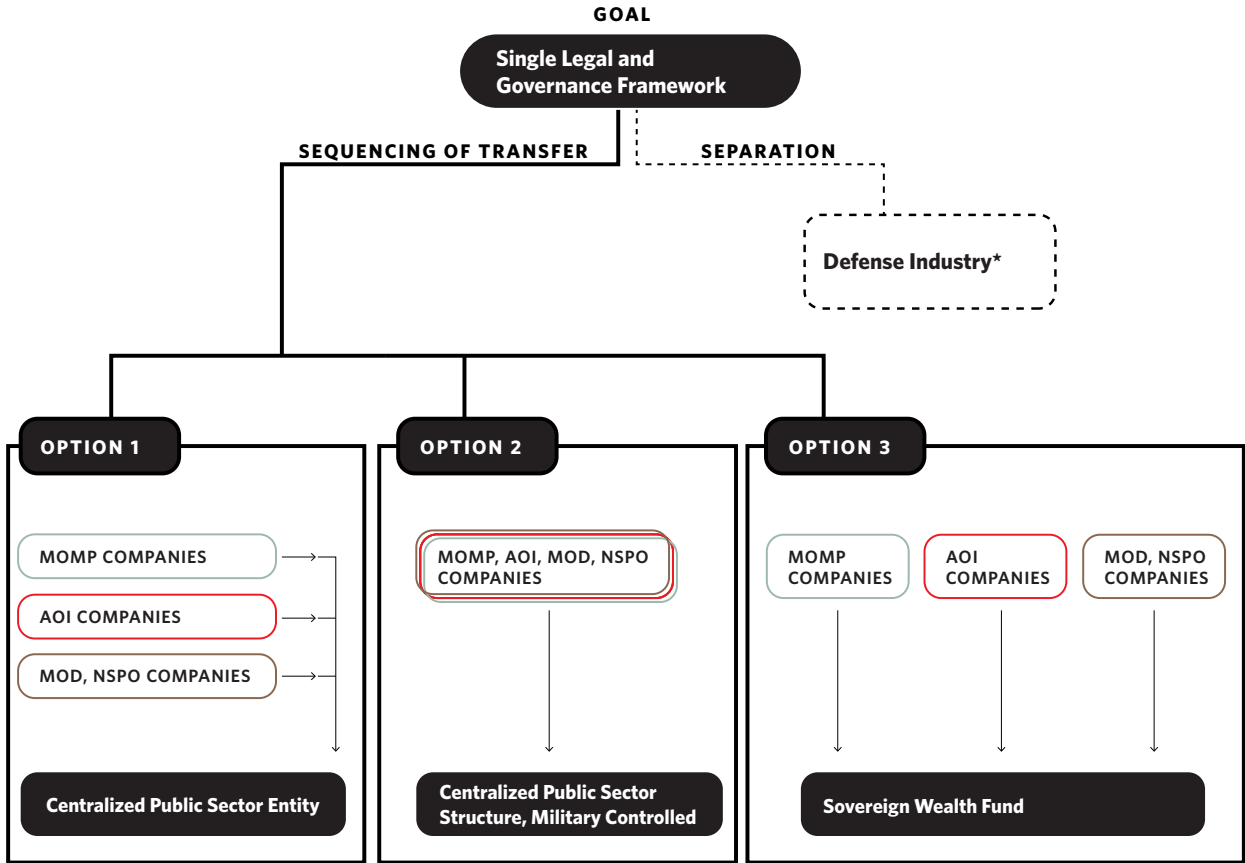 GOAL
Single Legal and
Governance Framework
SEQUENCING OF TRANSFER
SEPARATION
Defense Industry*
OPTION 1
MOMP COMPANIES
AOI COMPANIES
MOD, NSPO COMPANIES
Centralized Public Sector Entity
OPTION 2
MOMP, AOI, MOD, NSPO
COMPANIES
Centralized Public Sector
Structure, Military Controlled
OPTION 3
MOMP
COMPANIES
AOI
COMPANIES
MOD, NSPO
COMPANIES
Sovereign Wealth Fund